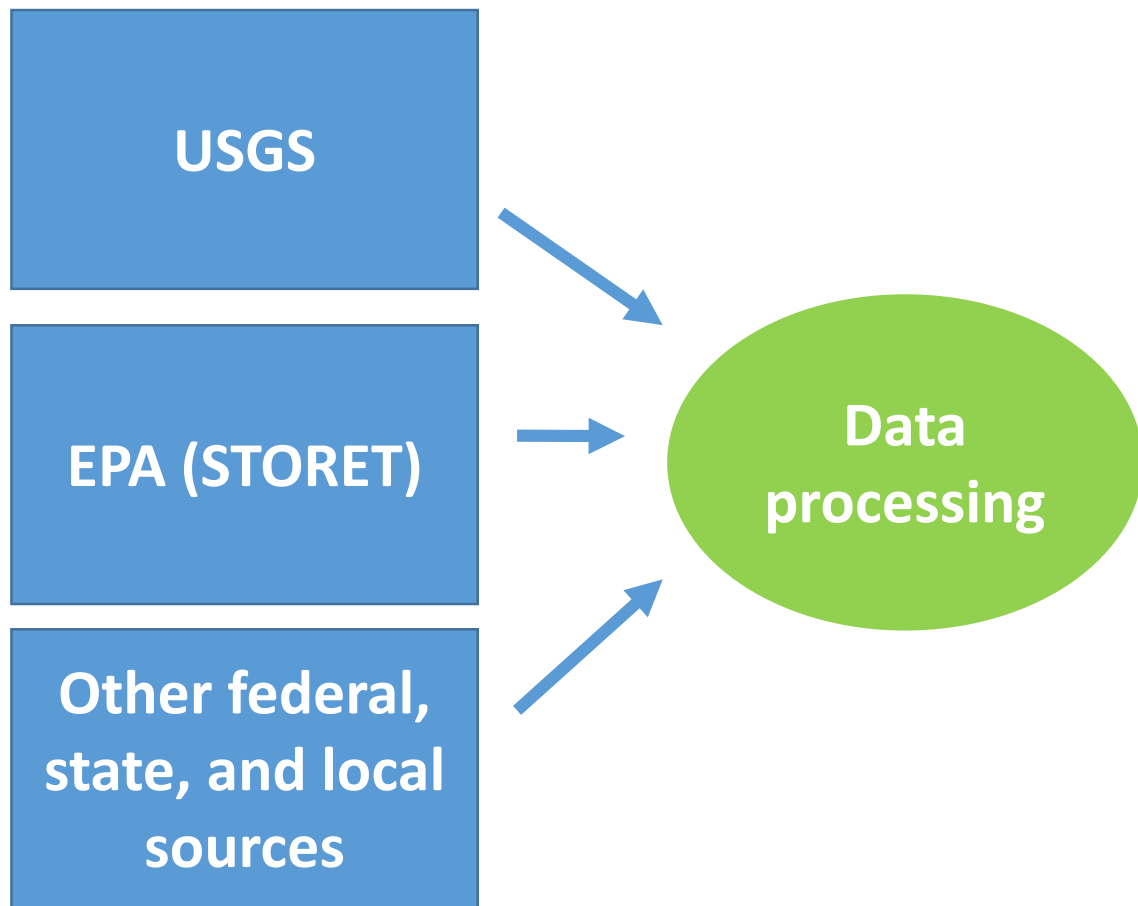 USGS
EPA (STORET)
Other federal,
state, and local
sources
Data
processing